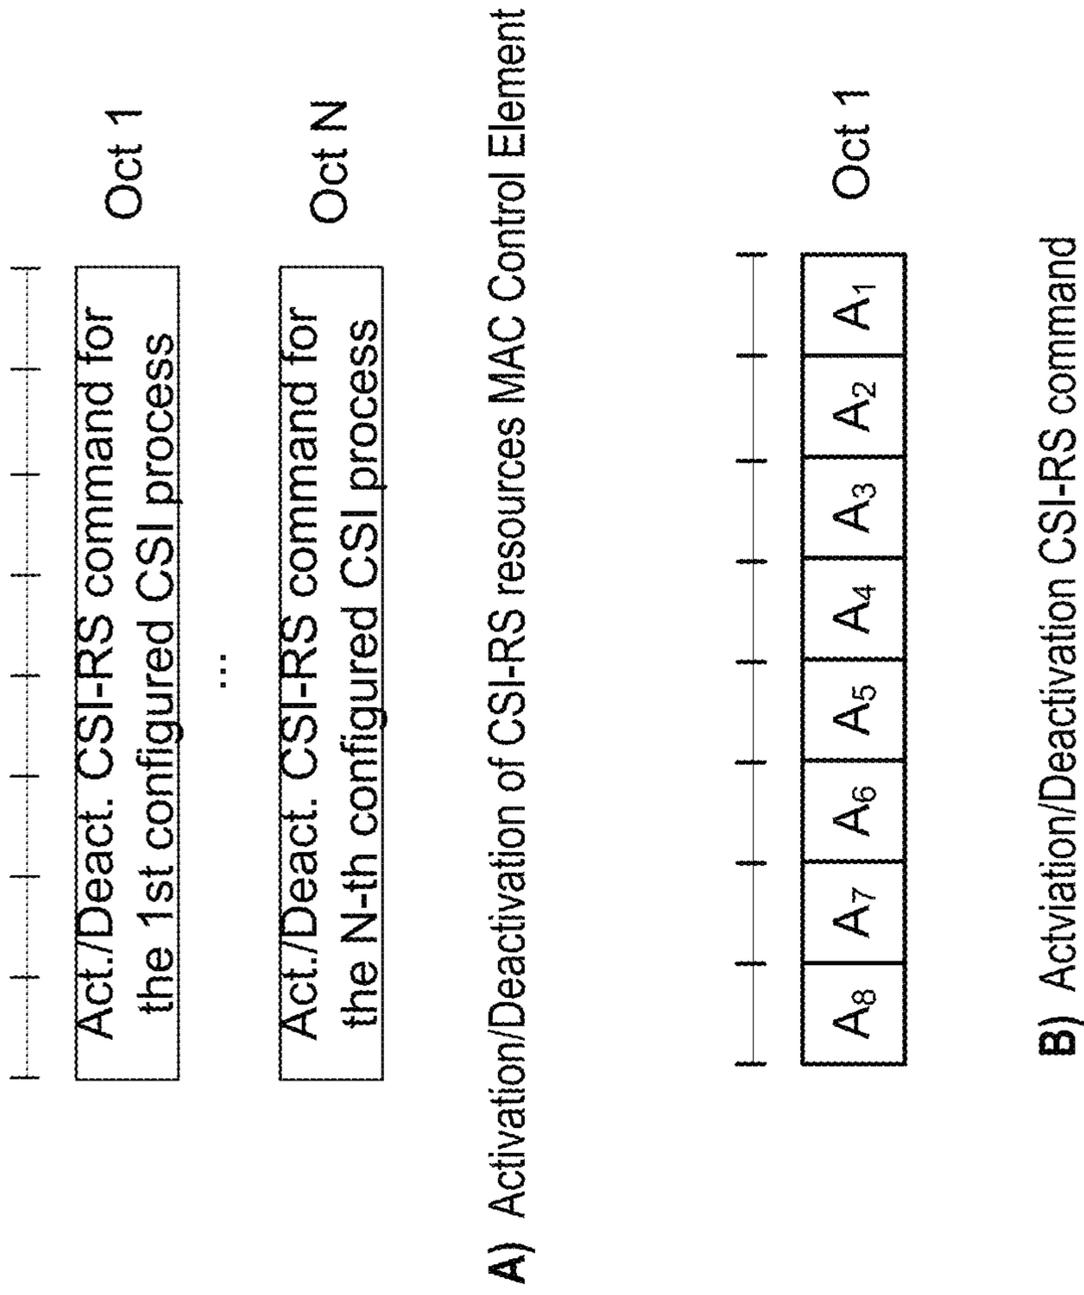 Act./Deact. CSI-RS command for
the 1st configured CSI process
Oct 1
...
Act./Deact. CSI-RS command for
the N-th configured CSI process
Oct N
A) Activation/Deactivation of CSI-RS resources MAC Control Element
A8 A7 A6 A5 A4 A3 A2 A1 Oct 1
B) Actviation/Deactivation CSI-RS command